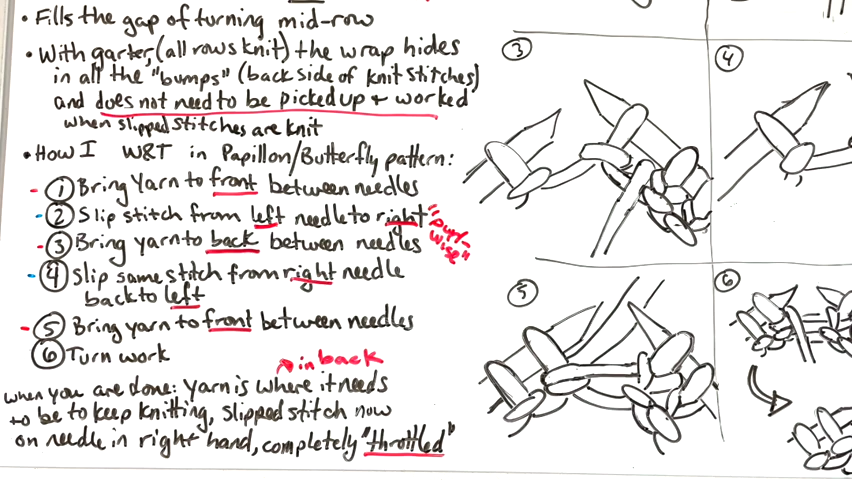 • Fills the gap of turning mid-row
• With garter, (all rows knit) the wrap hides
in all the "bumps" (back side of knit stitches)
and does not need to be picked up + worked
when slipped stitches are knit
• How I W&T in Papillon/Butterfly pattern:
- ① Bring Yarn to front between needles
- ② Slip stitch from left needle to right "purl-
wise"
- ③ Bring yarn to back between needles
- ④ Slip same stitch from right needle
back to left
- ⑤ Bring yarn to front between needles
⑥ Turn work
in back
When you are done: yarn is where it needs
to be to keep knitting, slipped stitch now
on needle in right hand, completely "throttled"
③
④
⑤
⑥